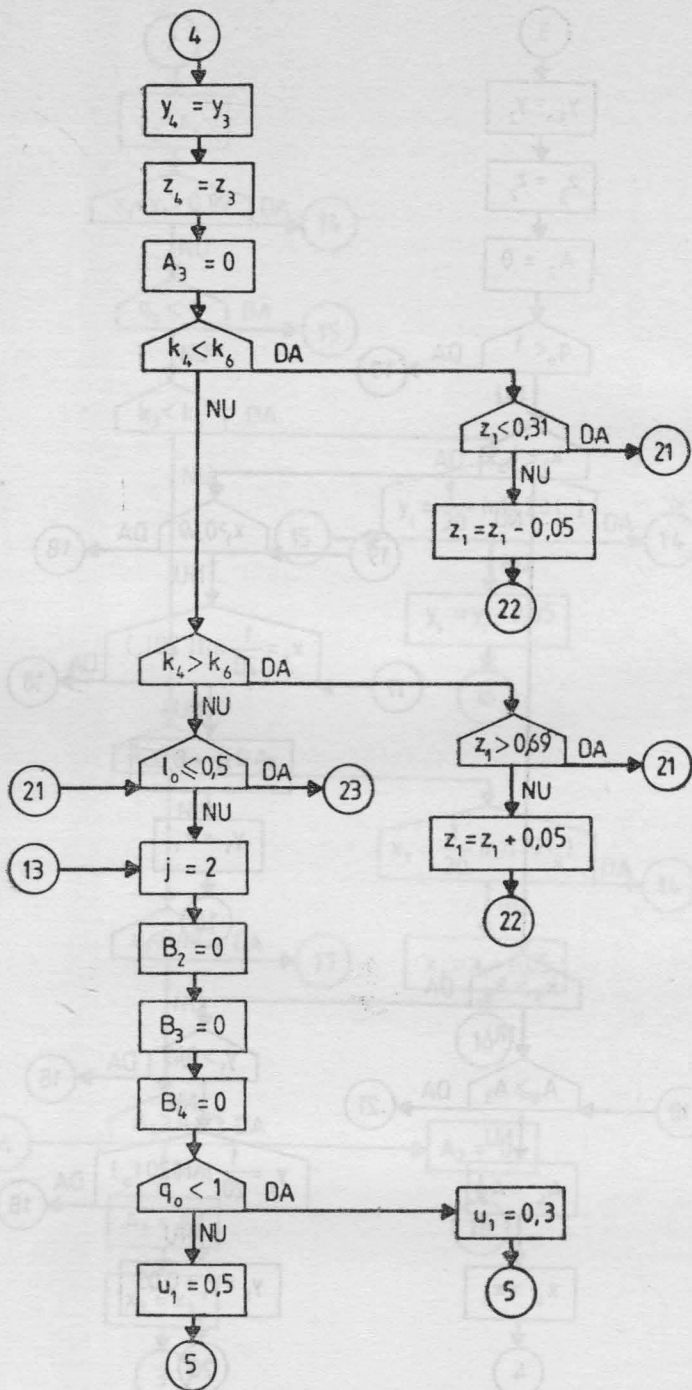 4
y₄ = y₃
z₄ = z₃
A₃ = 0
k₄ < k₆ DA
NU
z₁ < 0,31 DA 21
NU
z₁ = z₁ - 0,05
22
k₄ > k₆ DA
NU
z₁ > 0,69 DA 21
NU
z₁ = z₁ + 0,05
22
21 l₀ ≤ 0,5 DA 23
NU
13 i = 2
B₂ = 0
B₃ = 0
B₄ = 0
q₀ < 1 DA
NU
u₁ = 0,3
5
u₁ = 0,5
5